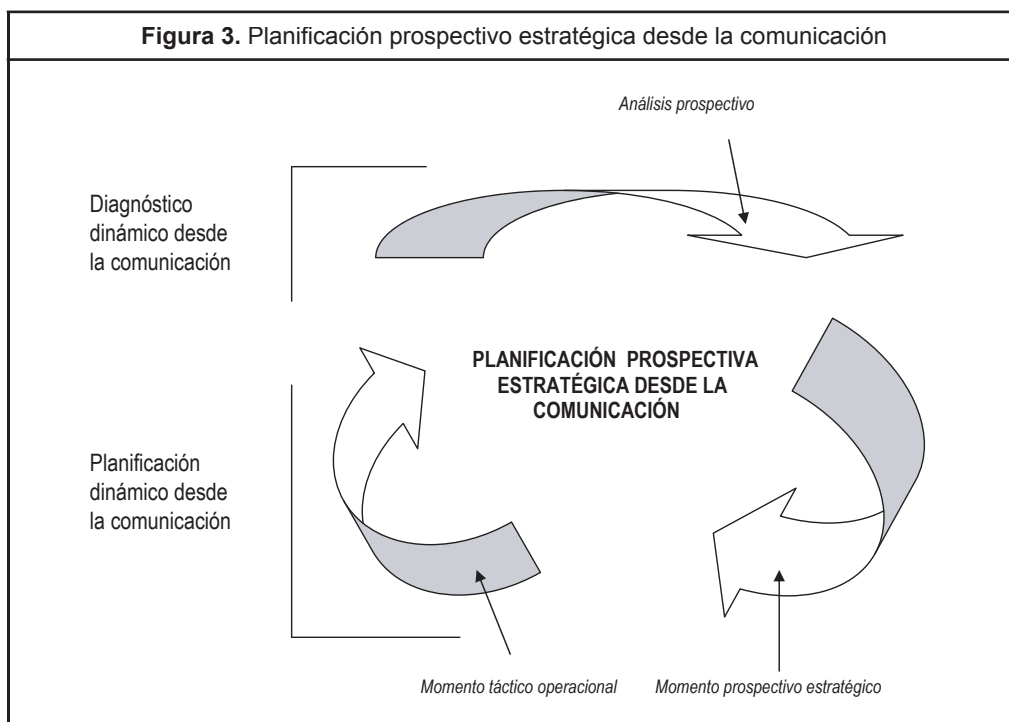 Figura 3. Planificación prospectivo estratégica desde la comunicación
Análisis prospectivo
Diagnóstico
dinámico desde
la comunicación
PLANIFICACIÓN PROSPECTIVA
ESTRATÉGICA DESDE LA
COMUNICACIÓN
Planificación
dinámico desde
la comunicación
Momento táctico operacional
Momento prospectivo estratégico